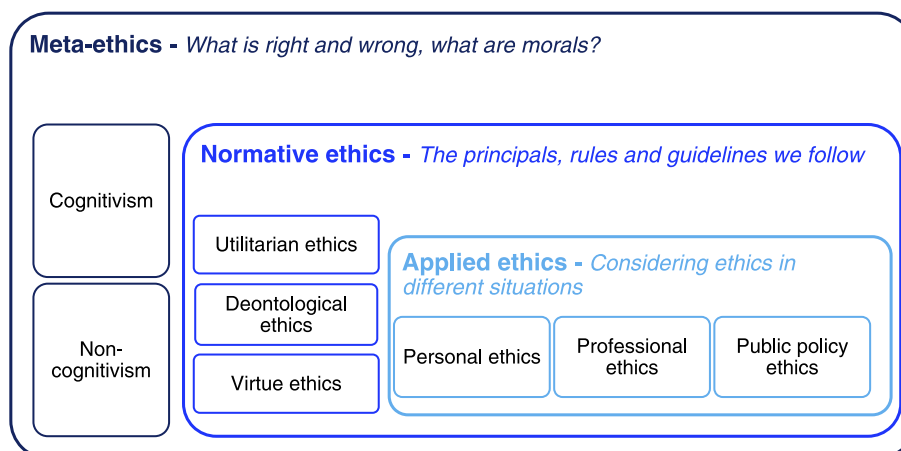 Meta-ethics - What is right and wrong, what are morals?
Normative ethics - The principals, rules and guidelines we follow
Cognitivism
Utilitarian ethics
Applied ethics - Considering ethics in
different situations
Deontological
ethics
Non-
cognitivism
Personal ethics
Professional
ethics
Public policy
ethics
Virtue ethics